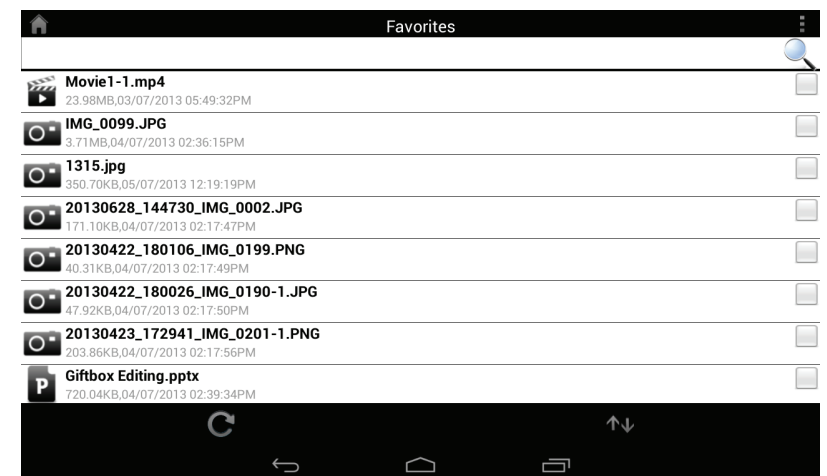 Favorites
Movie1-1.mp4
23.98MB,03/07/2013 05:49:32PM
IMG_0099.JPG
3.71MB,04/07/2013 02:36:15PM
1315.jpg
350.70KB,05/07/2013 12:19:19PM
20130628_144730_IMG_0002.JPG
171.10KB,04/07/2013 02:17:47PM
20130422_180106_IMG_0199.PNG
40.31KB,04/07/2013 02:17:49PM
20130422_180026_IMG_0190-1.JPG
47.92KB,04/07/2013 02:17:50PM
20130423_172941_IMG_0201-1.PNG
203.86KB,04/07/2013 02:17:56PM
P
Giftbox Editing.pptx
720.04KB,04/07/2013 02:39:34PM